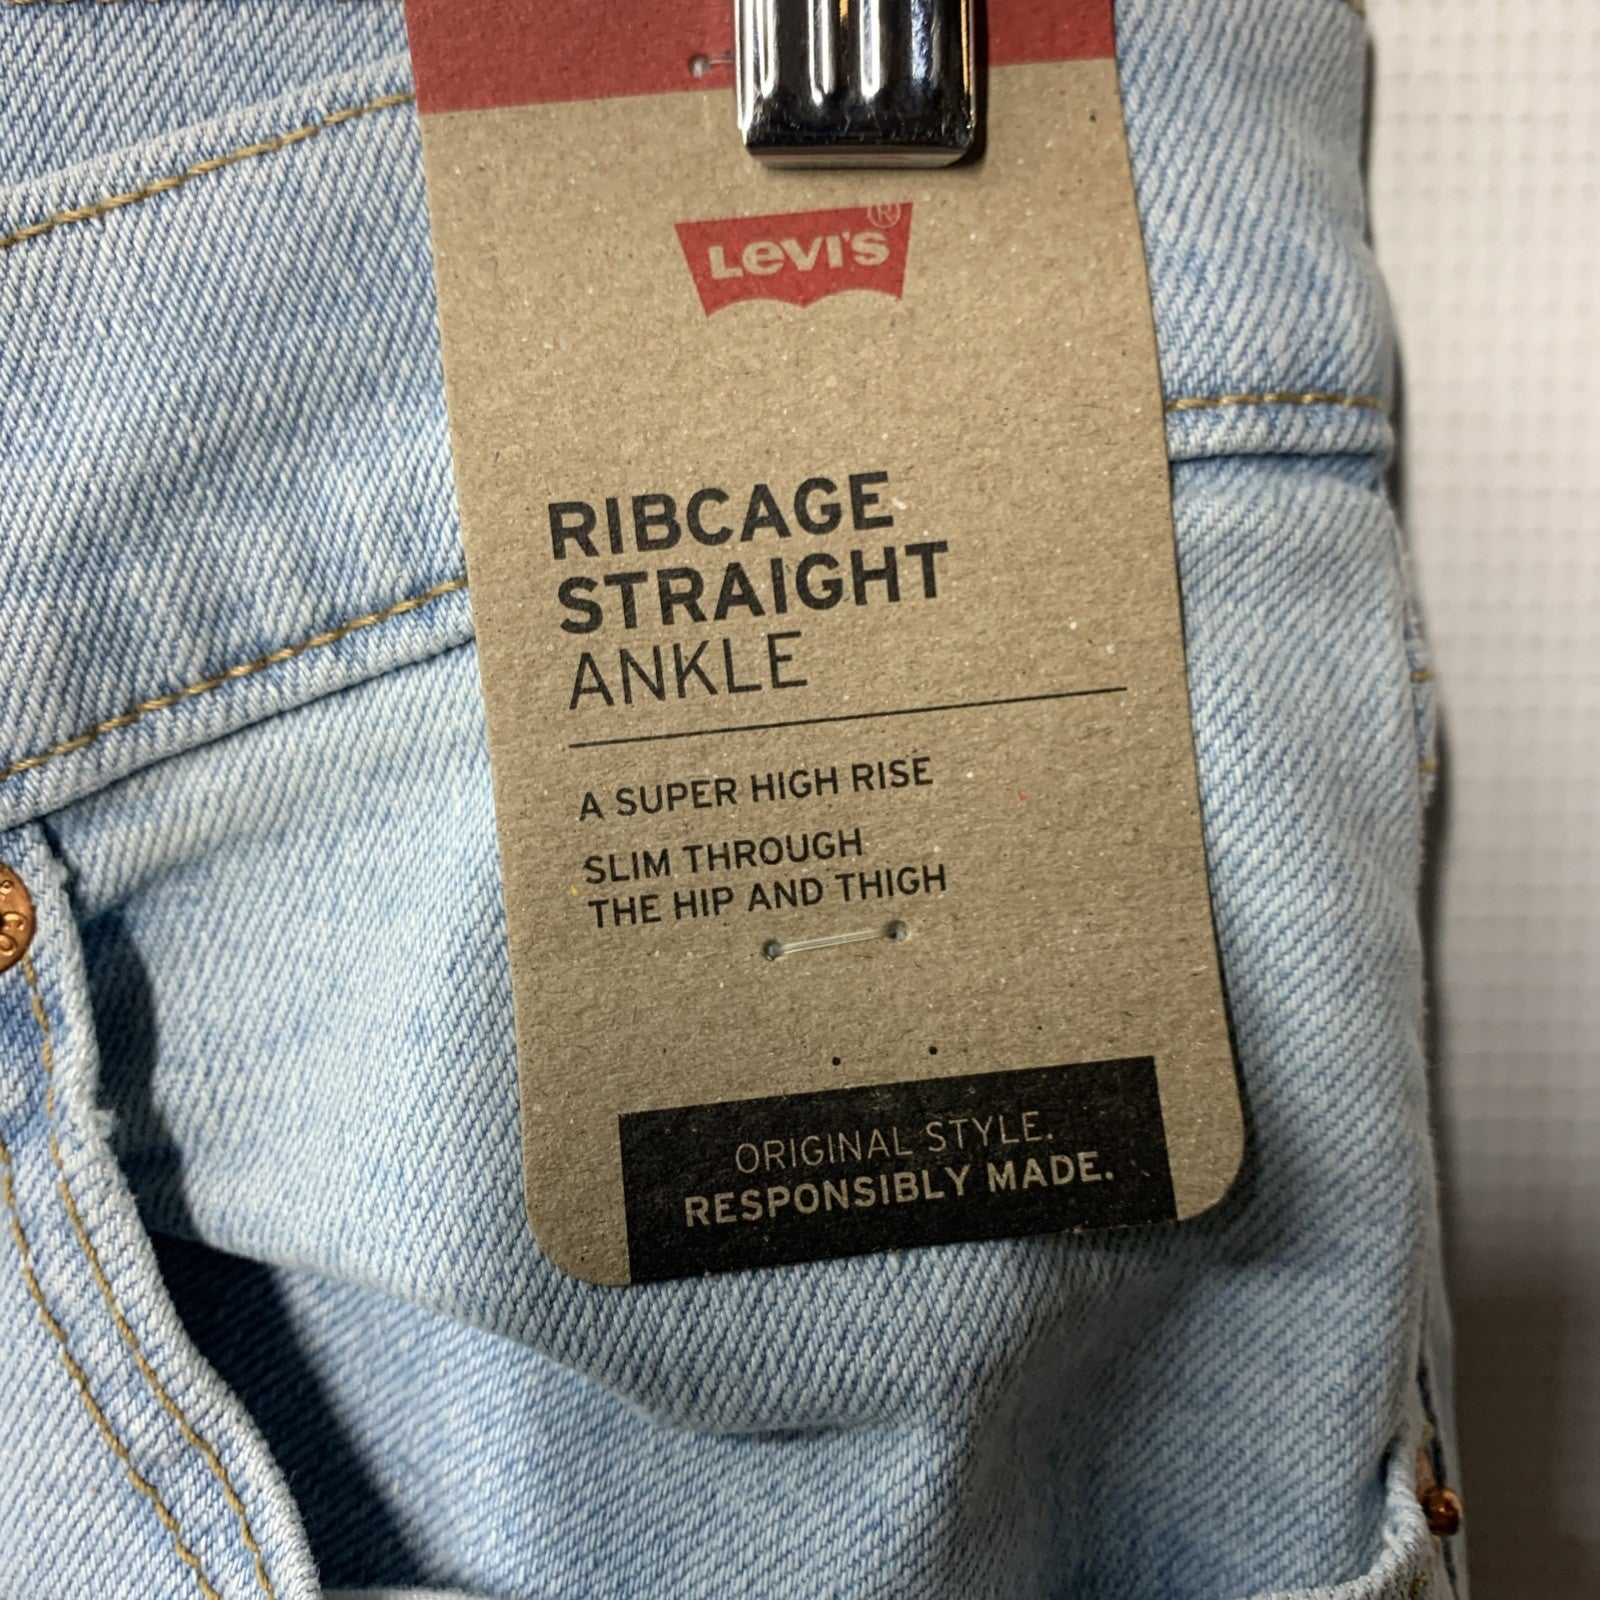 LEVI'S®
RIBCAGE
STRAIGHT
ANKLE
A SUPER HIGH RISE
SLIM THROUGH
THE HIP AND THIGH
ORIGINAL STYLE.
RESPONSIBLY MADE.